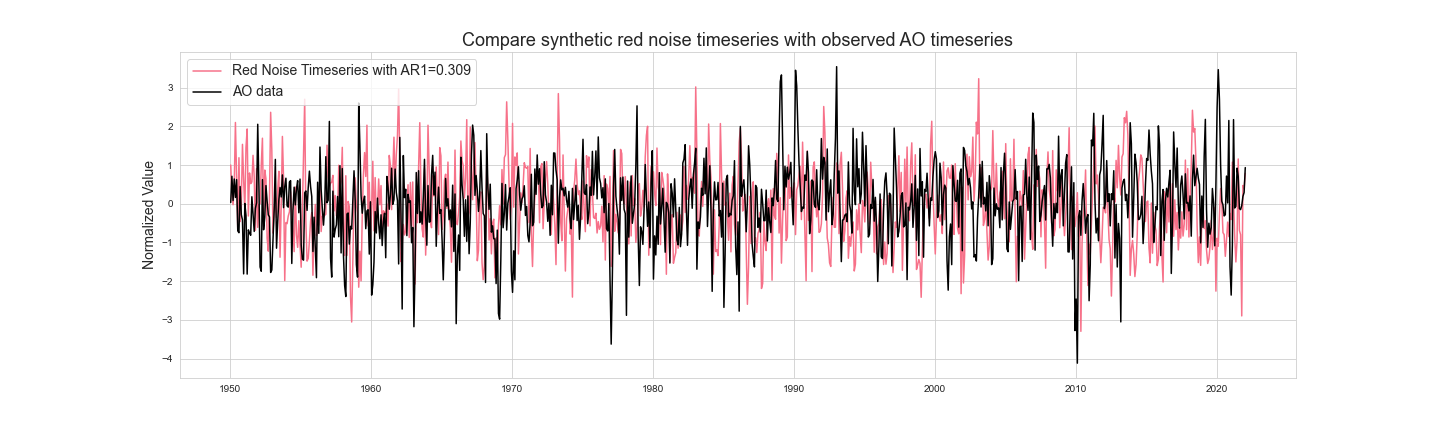 Compare synthetic red noise timeseries with observed AO timeseries
Red Noise Timeseries with AR1=0.309
AO data
Normalized Value
3
2
1
0
−1
−2
−3
−4
1950 1960 1970 1980 1990 2000 2010 2020